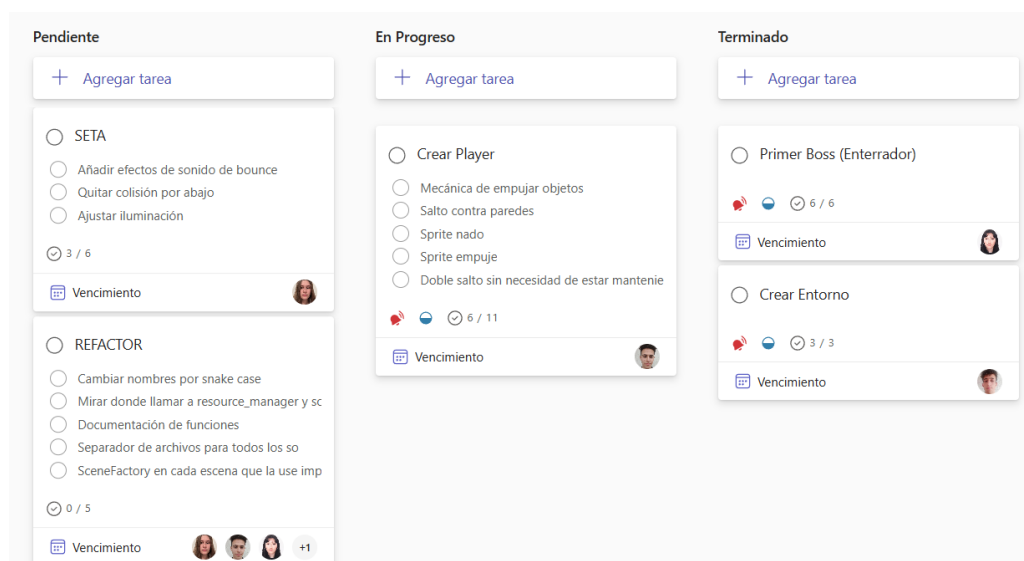 Pendiente
Agregar tarea
SETA
Añadir efectos de sonido de bounce
Quitar colisión por abajo
Ajustar iluminación
3 / 6
Vencimiento
REFACTOR
Cambiar nombres por snake case
Mirar donde llamar a resource_manager y sc
Documentación de funciones
Separador de archivos para todos los so
SceneFactory en cada escena que la use imp
0 / 5
Vencimiento
+1
En Progreso
Agregar tarea
Crear Player
Mecánica de empujar objetos
Salto contra paredes
Sprite nado
Sprite empuje
Doble salto sin necesidad de estar mantenie
6 / 11
Vencimiento
Terminado
Agregar tarea
Primer Boss (Enterrador)
6 / 6
Vencimiento
Crear Entorno
3 / 3
Vencimiento